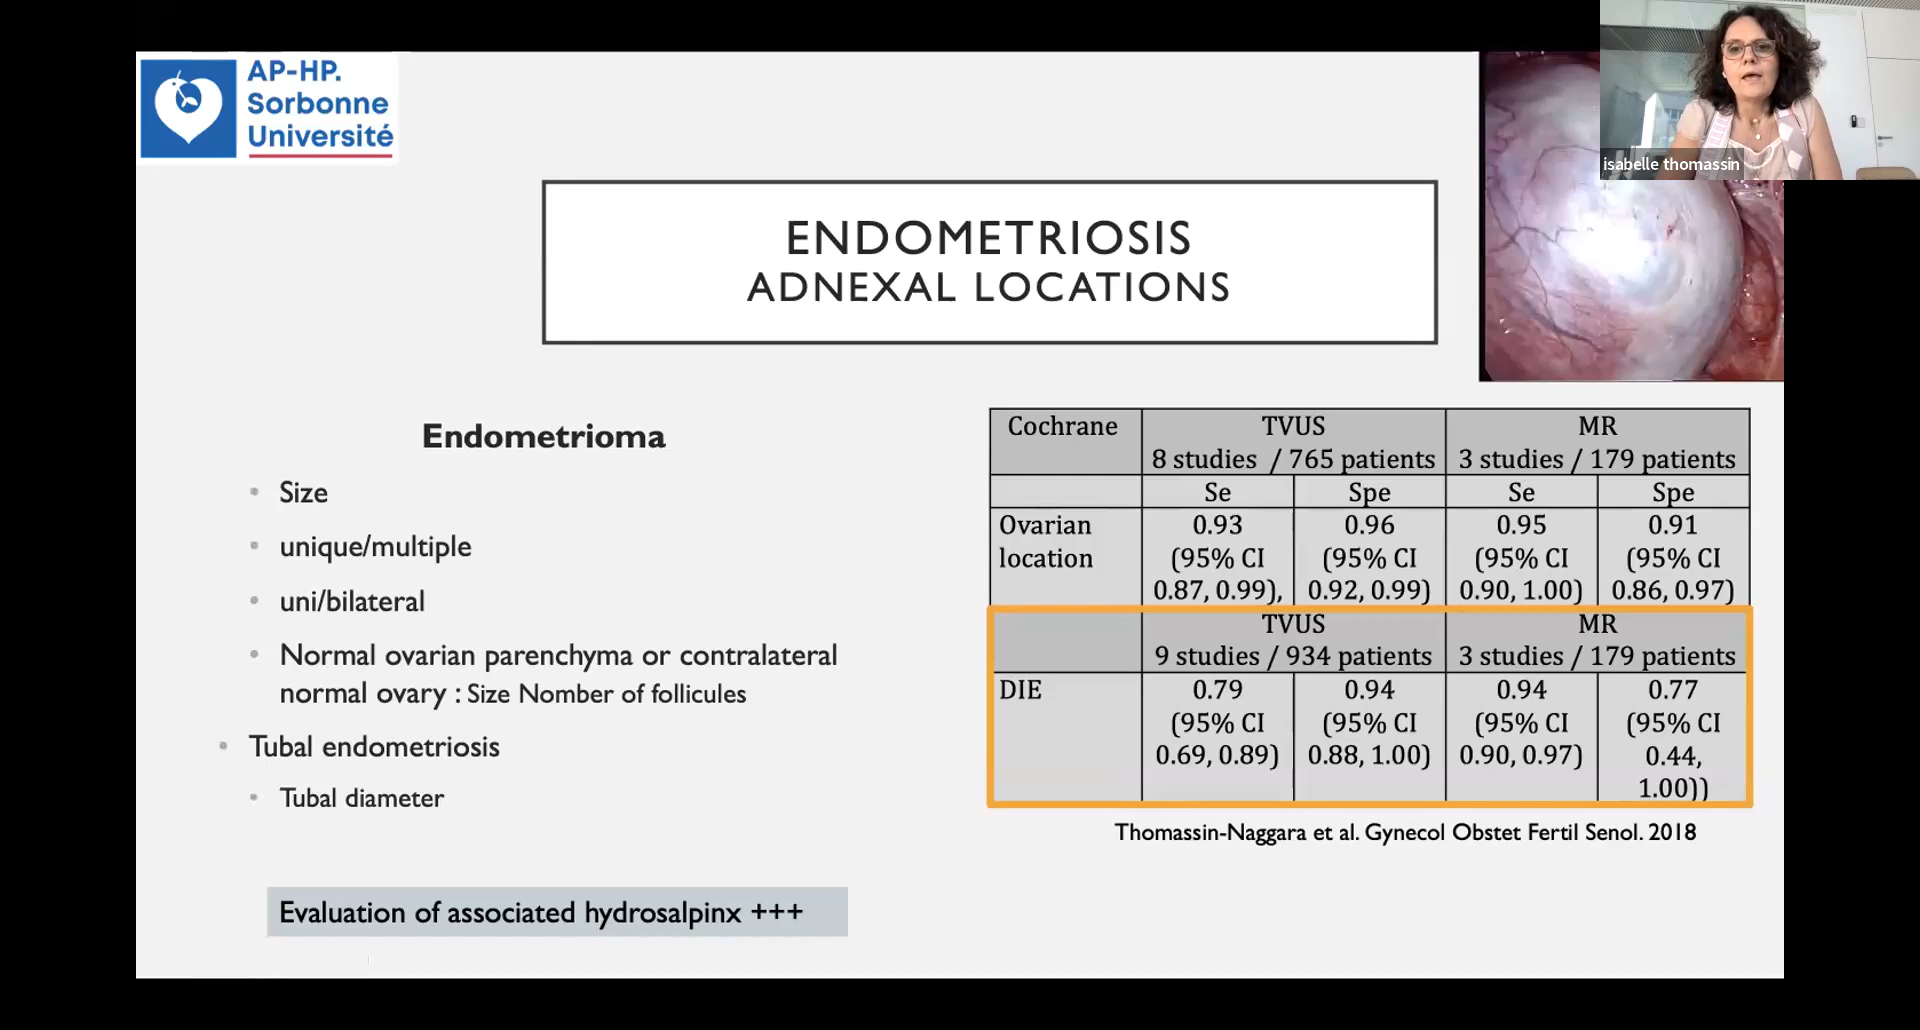 AP-HP.
Sorbonne
Université
isabelle thomassin
ENDOMETRIOSIS
ADNEXAL LOCATIONS
Endometrioma
Size
unique/multiple
uni/bilateral
Normal ovarian parenchyma or contralateral
normal ovary : Size Nomber of follicules
Tubal endometriosis
Tubal diameter
Evaluation of associated hydrosalpinx +++
Cochrane TVUS MR
8 studies / 765 patients 3 studies / 179 patients
Se Spe Se Spe
Ovarian 0.93 0.96 0.95 0.91
location (95% CI (95% CI (95% CI (95% CI
0.87, 0.99), 0.92, 0.99) 0.90, 1.00) 0.86, 0.97)
TVUS MR
9 studies / 934 patients 3 studies / 179 patients
DIE 0.79 0.94 0.94 0.77
(95% CI (95% CI (95% CI (95% CI
0.69, 0.89) 0.88, 1.00) 0.90, 0.97) 0.44,
1.00))
Thomassin-Naggara et al. Gynecol Obstet Fertil Senol. 2018